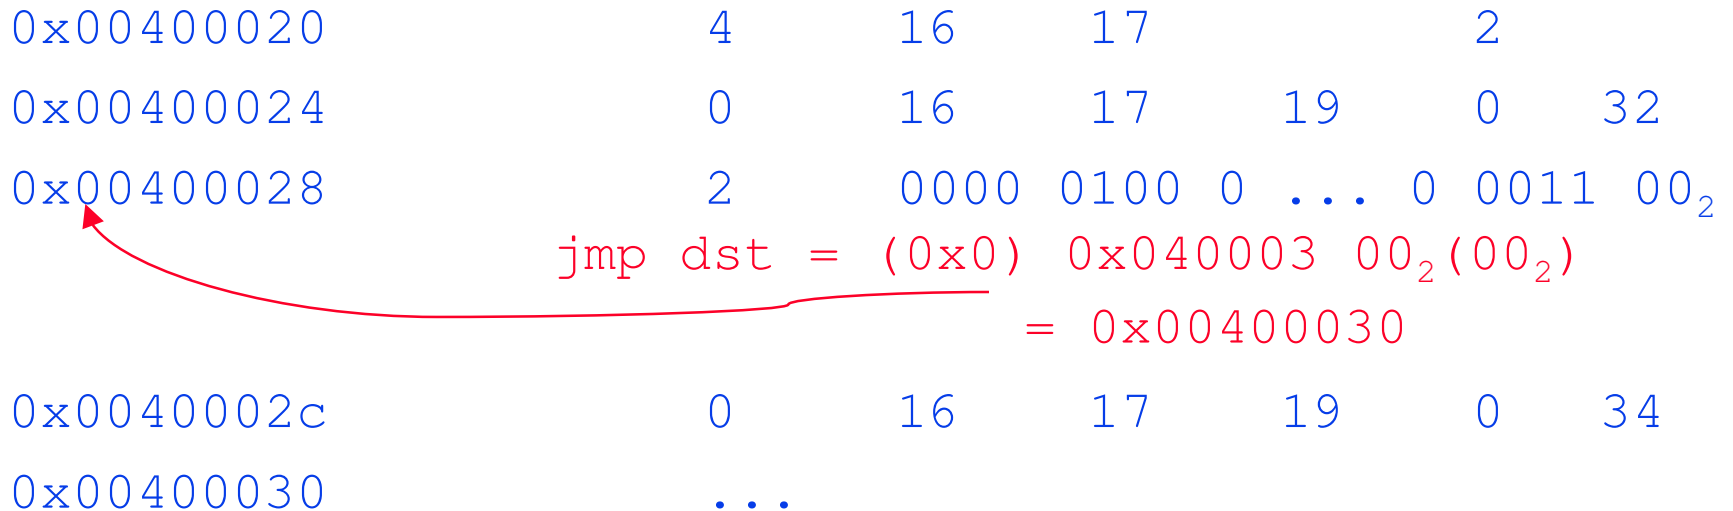 0x00400020 4 16 17 2
0x00400024 0 16 17 19 0 32
0x00400028 2 0000 0100 0 ... 0 0011 00₂
jmp dst = (0x0) 0x040003 00₂(00₂)
= 0x00400030
0x0040002c 0 16 17 19 0 34
0x00400030 ...